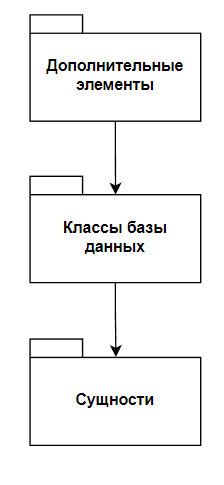 Дополнительные
элементы
Классы базы
данных
Сущности